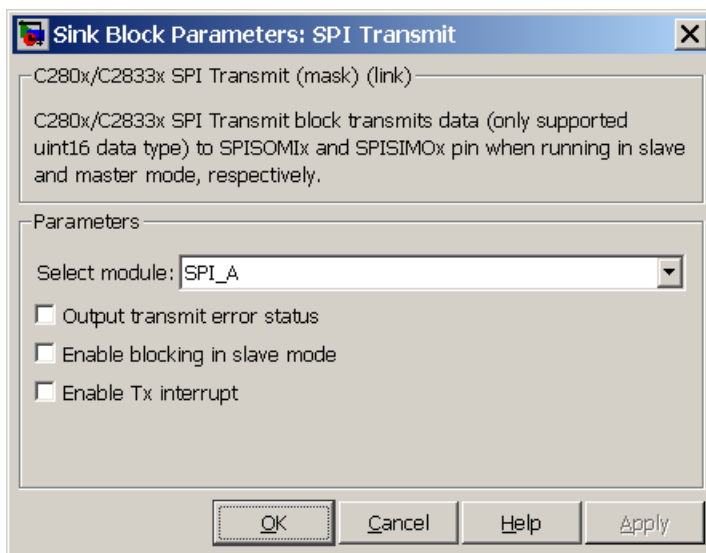 Sink Block Parameters: SPI Transmit
C280x/C2833x SPI Transmit (mask) (link)
C280x/C2833x SPI Transmit block transmits data (only supported
uint16 data type) to SPISOMIx and SPISIMOx pin when running in slave
and master mode, respectively.
Parameters
Select module: SPI_A
Output transmit error status
Enable blocking in slave mode
Enable Tx interrupt
OK Cancel Help Apply